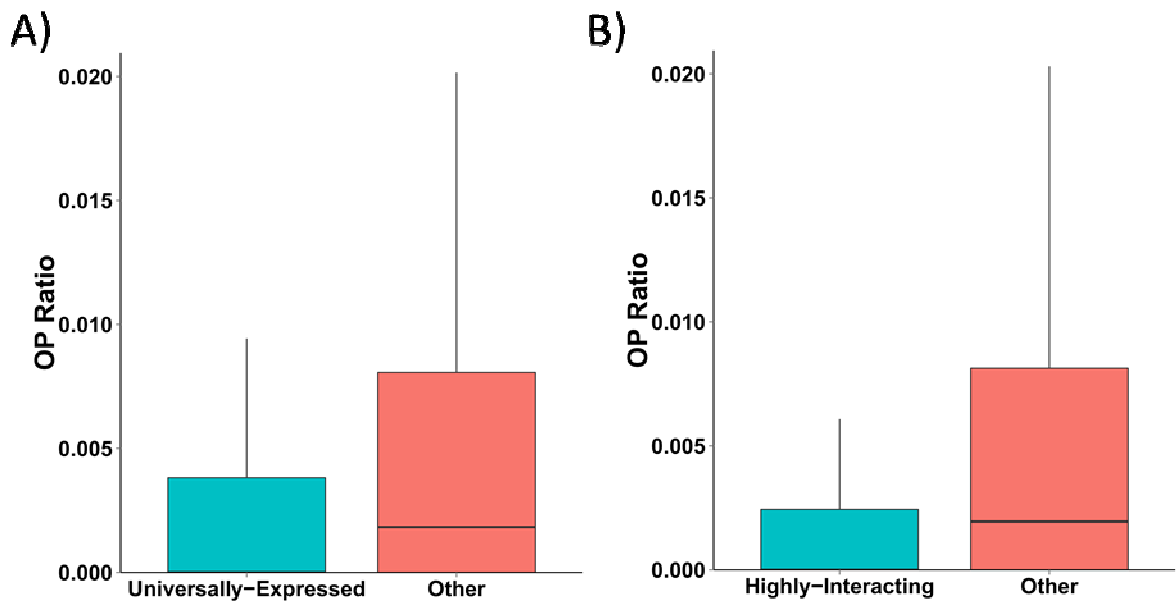 A)
0.020
0.015
0.010
0.005
0.000
OP Ratio
Universally−Expressed Other
B)
0.020
0.015
0.010
0.005
0.000
OP Ratio
Highly−Interacting Other